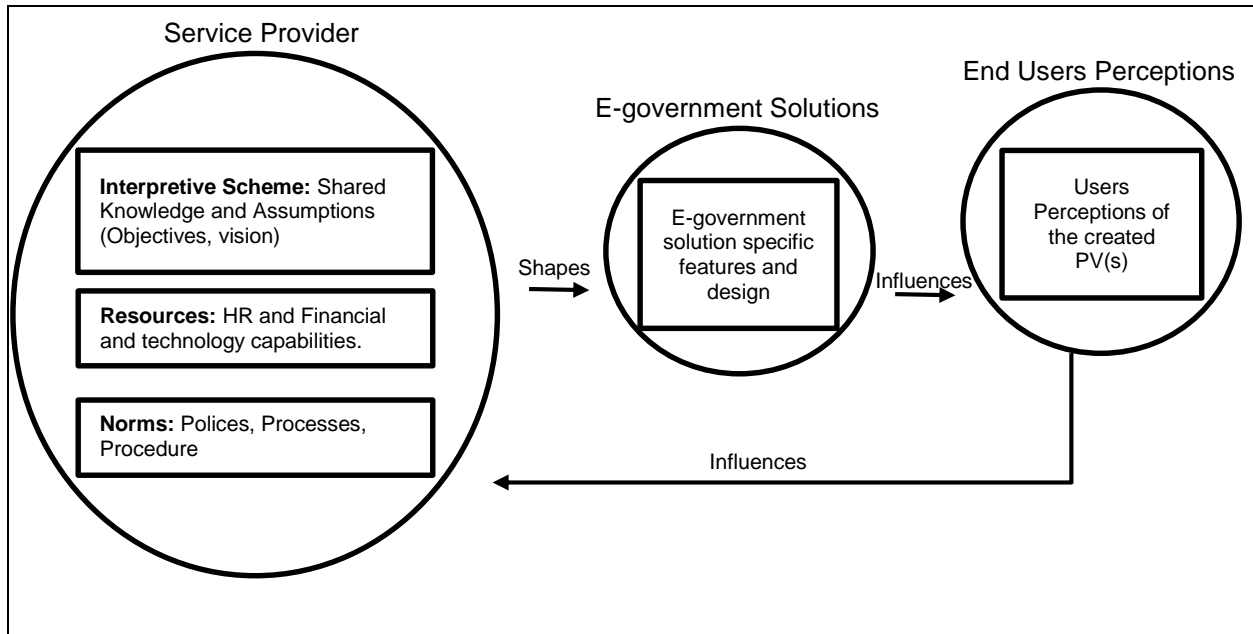 Service Provider
Interpretive Scheme: Shared
Knowledge and Assumptions
(Objectives, vision)
Resources: HR and Financial
and technology capabilities.
Norms: Polices, Processes,
Procedure
Shapes
E-government Solutions
E-government
solution specific
features and
design
Influences
End Users Perceptions
Users
Perceptions of
the created
PV(s)
Influences